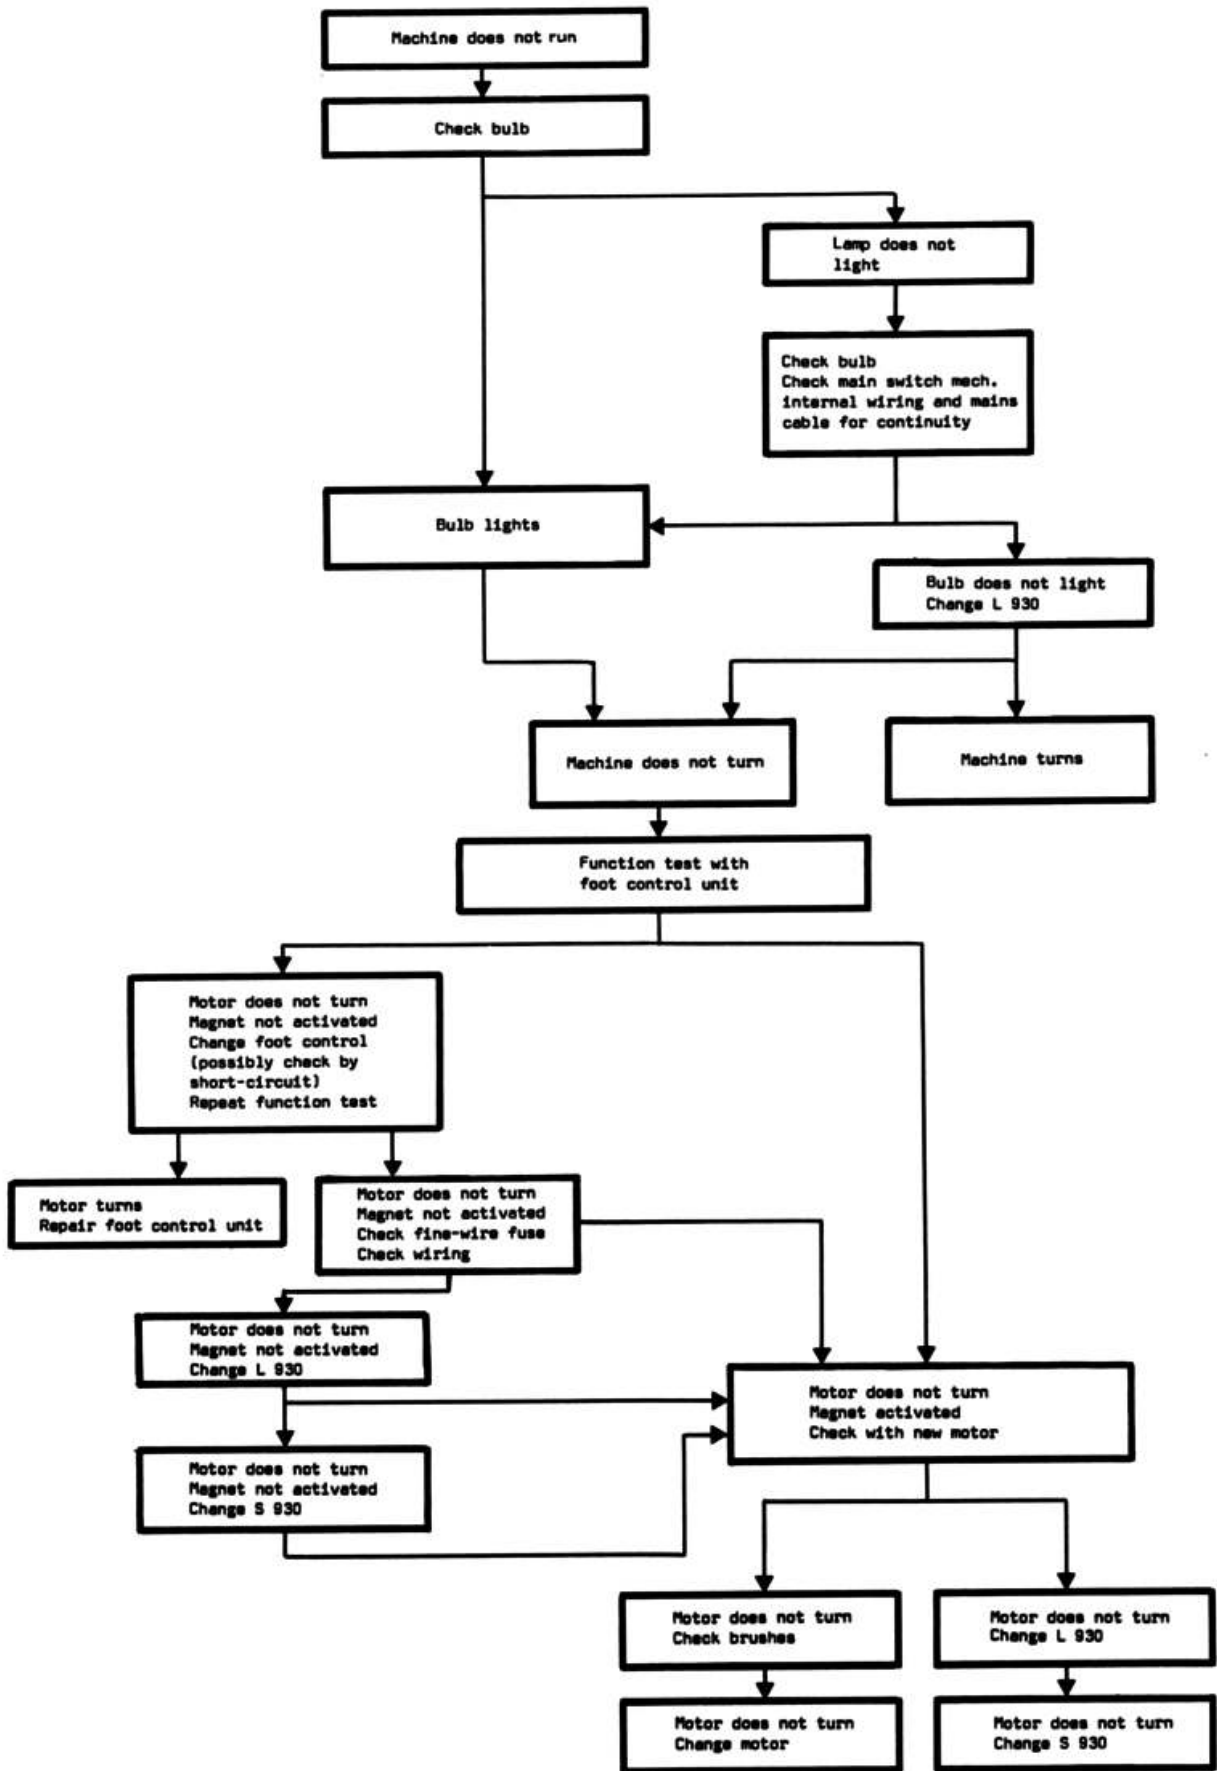 Machine does not run
Check bulb
Lamp does not
light
Check bulb
Check main switch mech.
internal wiring and mains
cable for continuity
Bulb lights
Bulb does not light
Change L 930
Machine does not turn
Machine turns
Function test with
foot control unit
Motor does not turn
Magnet not activated
Change foot control
(possibly check by
short-circuit)
Repeat function test
Motor turns
Repair foot control unit
Motor does not turn
Magnet not activated
Check fine-wire fuse
Check wiring
Motor does not turn
Magnet not activated
Change L 930
Motor does not turn
Magnet activated
Check with new motor
Motor does not turn
Magnet not activated
Change S 930
Motor does not turn
Check brushes
Motor does not turn
Change L 930
Motor does not turn
Change motor
Motor does not turn
Change S 930